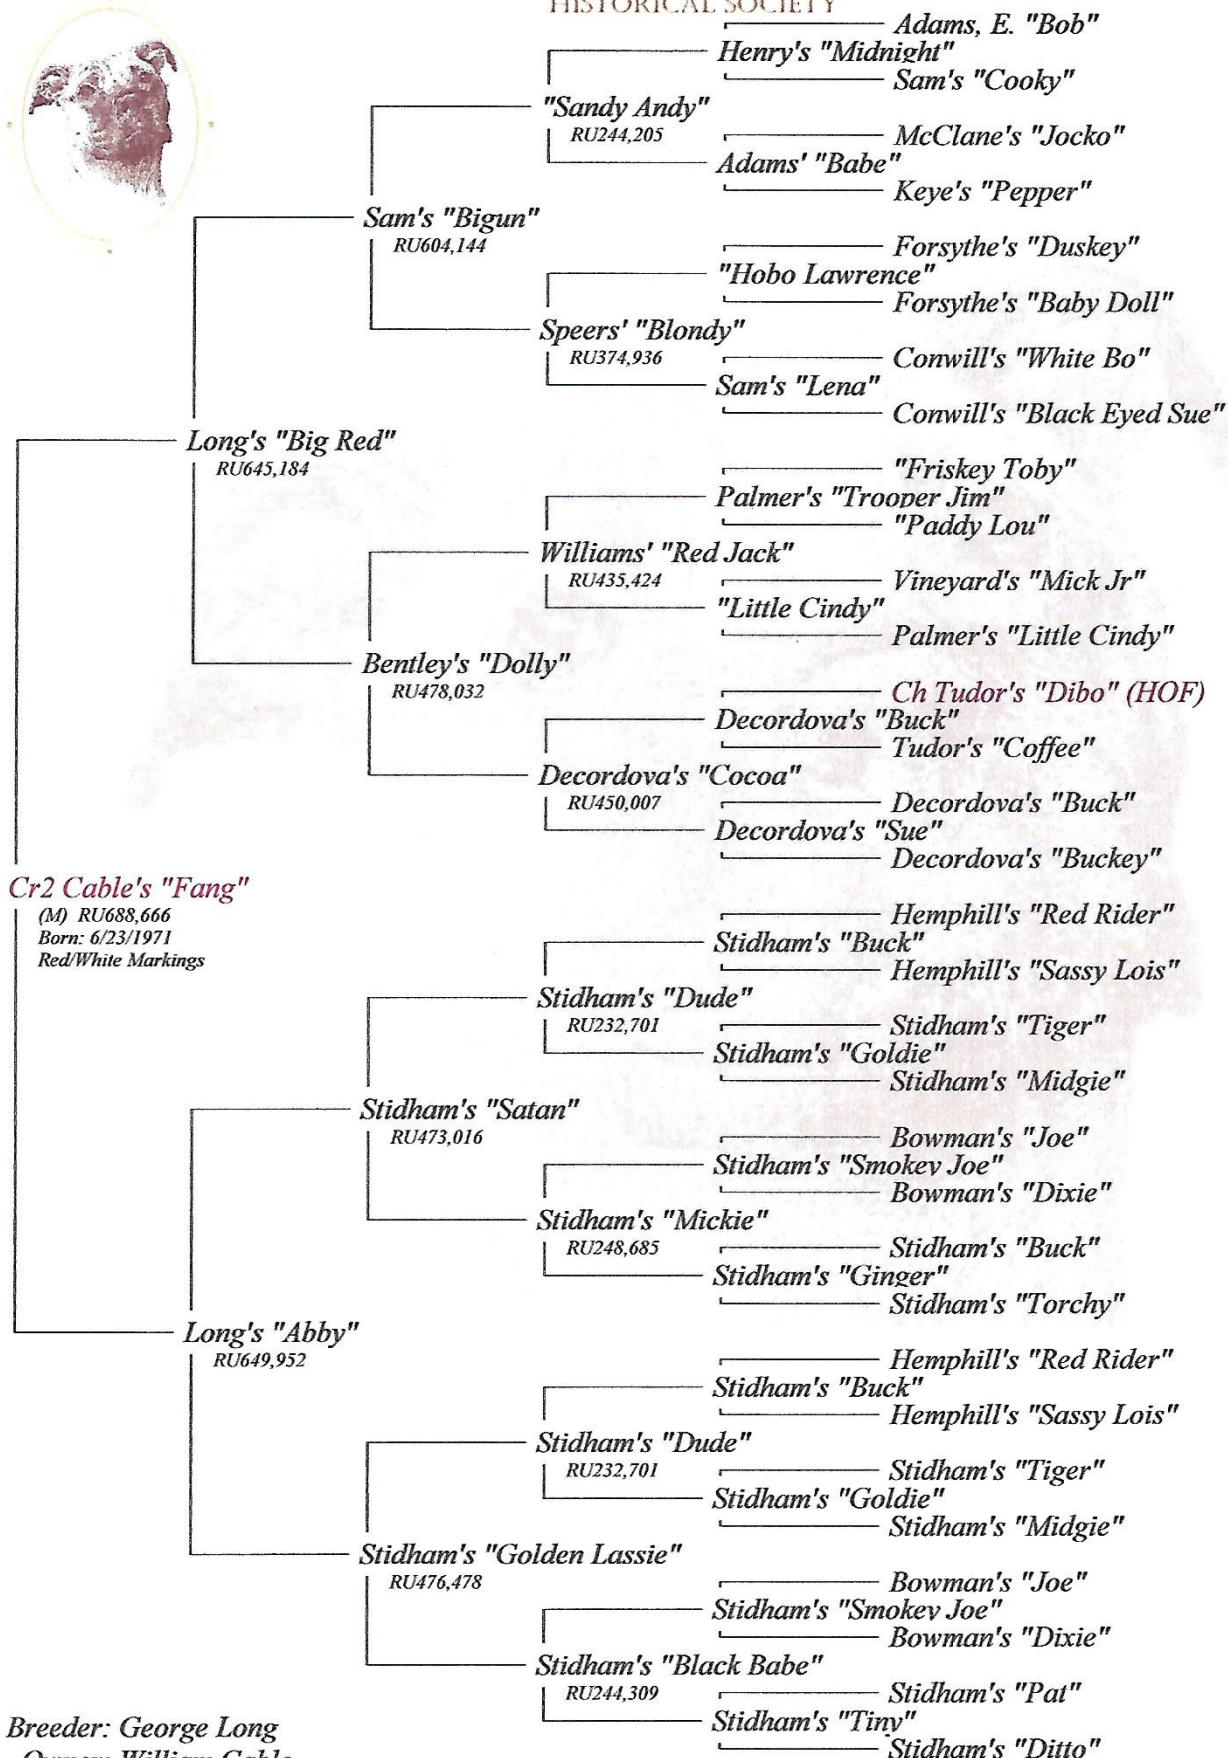 HISTORICAL SOCIETY
Adams, E. "Bob"
Henry's "Midnight"
Sam's "Cooky"
"Sandy Andy"
RU244,205
McClane's "Jocko"
Adams' "Babe"
Keye's "Pepper"
Sam's "Bigun"
RU604,144
Forsythe's "Duskey"
"Hobo Lawrence"
Forsythe's "Baby Doll"
Speers' "Blondy"
RU374,936
Conwill's "White Bo"
Sam's "Lena"
Conwill's "Black Eyed Sue"
Long's "Big Red"
RU645,184
"Friskey Toby"
Palmer's "Trooper Jim"
"Paddy Lou"
Williams' "Red Jack"
RU435,424
Vineyard's "Mick Jr"
"Little Cindy"
Palmer's "Little Cindy"
Bentley's "Dolly"
RU478,032
Ch Tudor's "Dibo" (HOF)
Decordova's "Buck"
Tudor's "Coffee"
Decordova's "Cocoa"
RU450,007
Decordova's "Buck"
Decordova's "Sue"
Decordova's "Buckey"
Cr2 Cable's "Fang"
(M) RU688,666
Born: 6/23/1971
Red/White Markings
Hemphill's "Red Rider"
Stidham's "Buck"
Hemphill's "Sassy Lois"
Stidham's "Dude"
RU232,701
Stidham's "Tiger"
Stidham's "Goldie"
Stidham's "Midgie"
Stidham's "Satan"
RU473,016
Bowman's "Joe"
Stidham's "Smokey Joe"
Bowman's "Dixie"
Stidham's "Mickie"
RU248,685
Stidham's "Buck"
Stidham's "Ginger"
Stidham's "Torchy"
Long's "Abby"
RU649,952
Hemphill's "Red Rider"
Stidham's "Buck"
Hemphill's "Sassy Lois"
Stidham's "Dude"
RU232,701
Stidham's "Tiger"
Stidham's "Goldie"
Stidham's "Midgie"
Stidham's "Golden Lassie"
RU476,478
Bowman's "Joe"
Stidham's "Smokey Joe"
Bowman's "Dixie"
Stidham's "Black Babe"
RU244,309
Stidham's "Pat"
Stidham's "Tiny"
Stidham's "Ditto"
Breeder: George Long
Owner: William Cable